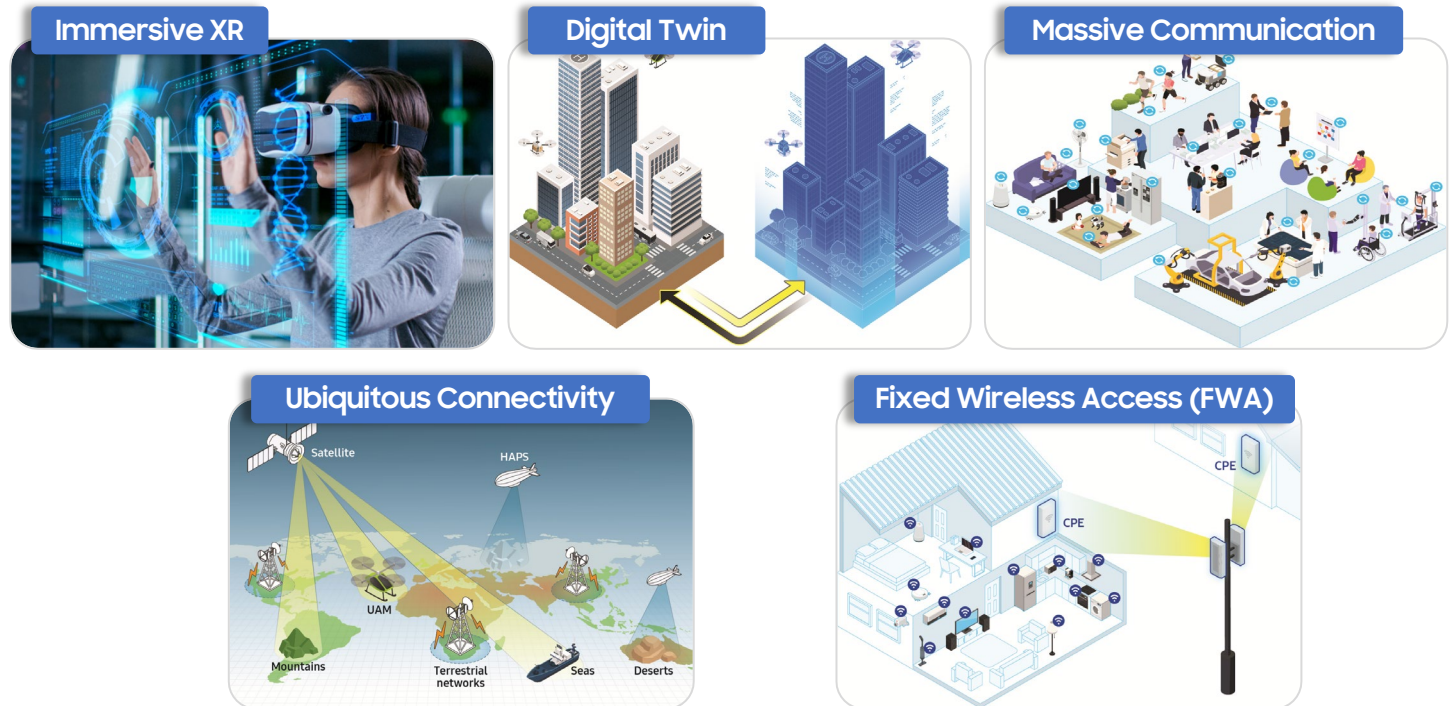 Immersive XR
Digital Twin
Massive Communication
Ubiquitous Connectivity
Satellite
HAPS
UAM
Mountains
Terrestrial
networks
Seas
Deserts
Fixed Wireless Access (FWA)
CPE
CPE